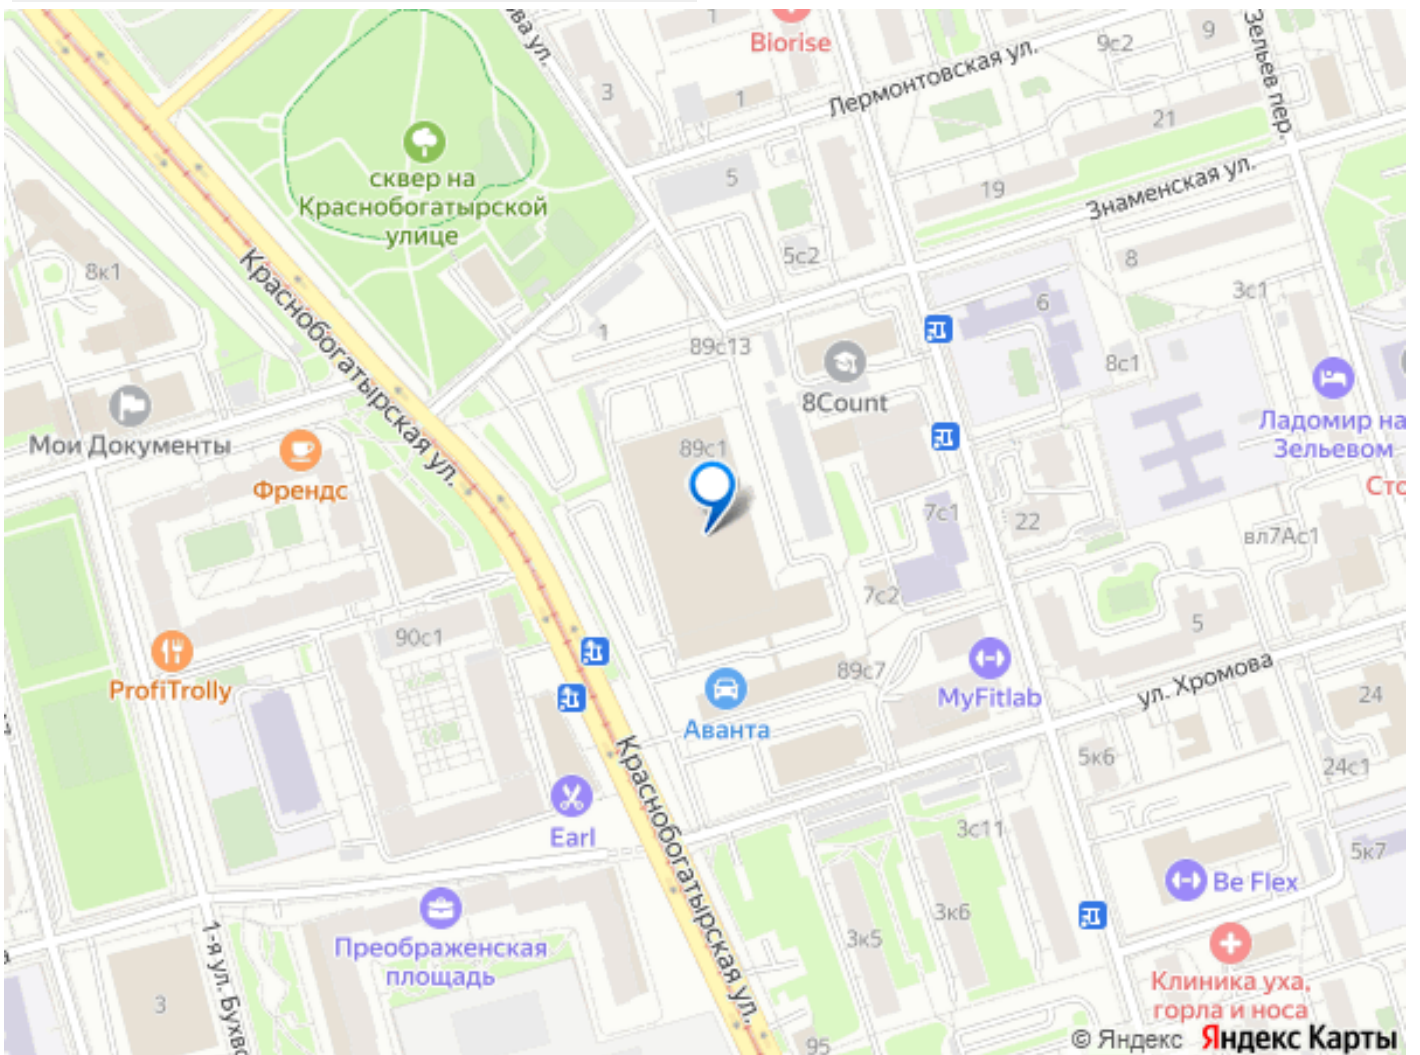 Biorise
1
3
1
9с2
9
Зельев пер.
Лермонтовская ул.
21
сквер на
Краснобогатырской
улице
5
19
Знаменская ул.
5с2
8
8к1
Краснобогатырская ул.
6
3с1
1
89с13
8с1
8Count
Мои Документы
Френдс
89с1
Ладомир на
Зельевом
7с1
22
вл7Ас1
7с2
5
90с1
ProfiTrolly
89с7
MyFitlab
ул. Хромова
24
Аванта
5к6
24с1
Краснобогатырская ул.
Earl
3с11
5к7
Be Flex
3к6
3к5
Преображенская
площадь
Клиника уха,
горла и носа
3
95
© Яндекс Яндекс Карты